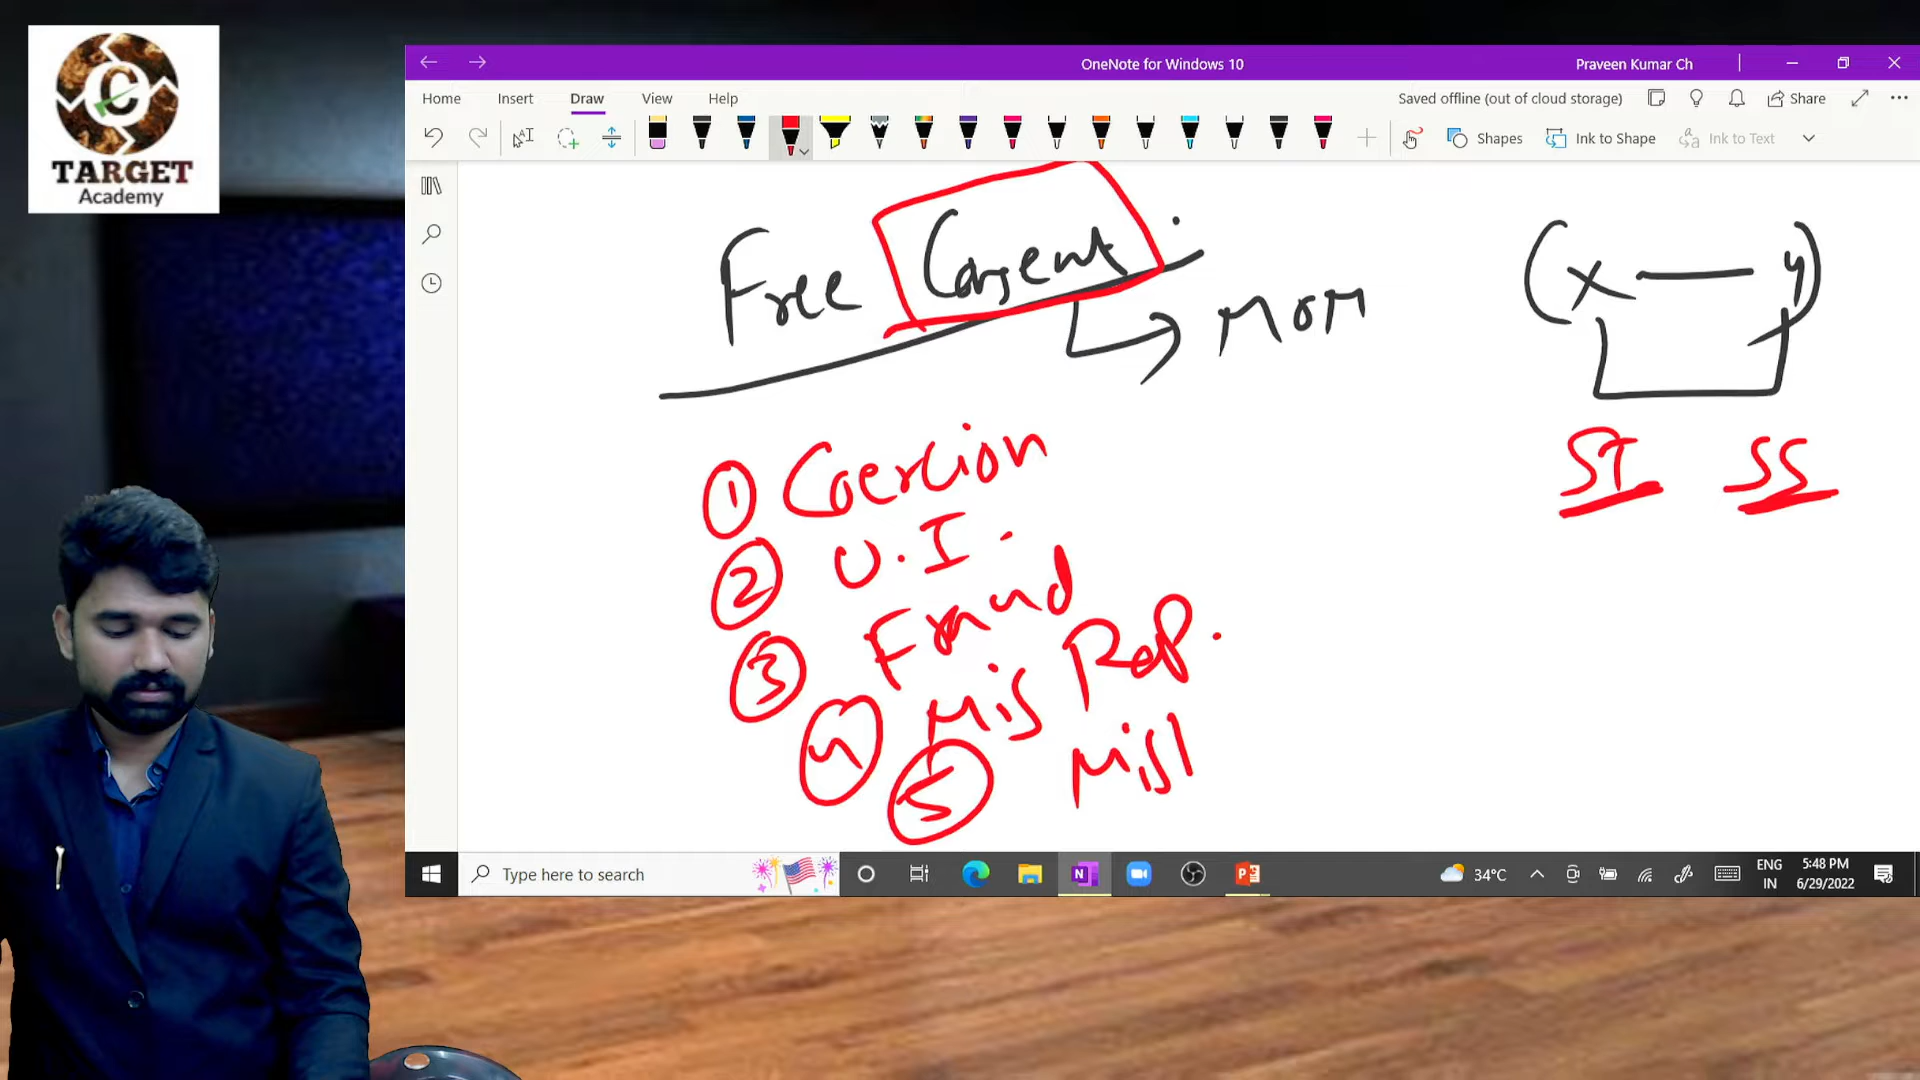 C
TARGET
Academy
OneNote for Windows 10
Praveen Kumar Ch
Home Insert Draw View Help
Saved offline (out of cloud storage)
Share
Shapes
Ink to Shape
Ink to Text
Free Consent
→ MOM
(x — y)
ST SS
① Coercion
② U.I.
③ Fraud
④ Mis Rep.
⑤ Mis
Type here to search
34°C
ENG
IN
5:48 PM
6/29/2022